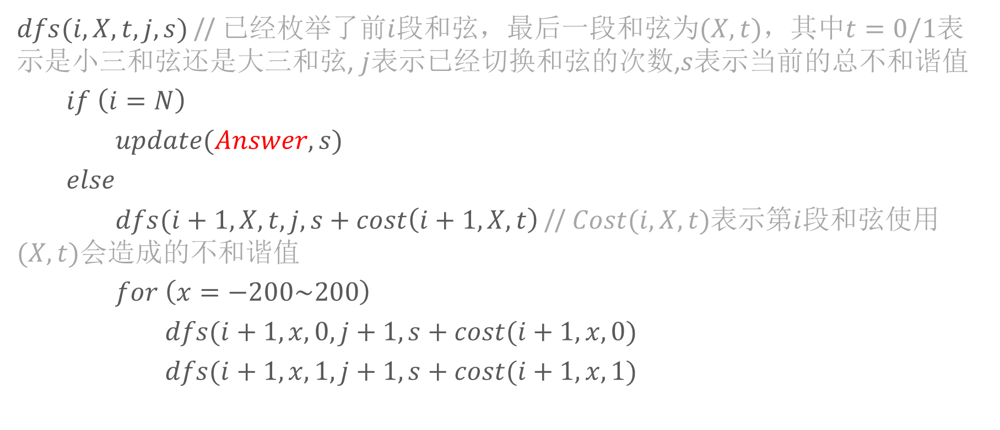 dfs(i, X, t, j, s) // 已经枚举了前i段和弦，最后一段和弦为(X, t)，其中t = 0/1表
示是小三和弦还是大三和弦, j表示已经切换和弦的次数,s表示当前的总不和谐值
if (i = N)
update(Answer, s)
else
dfs(i + 1, X, t, j, s + cost(i + 1, X, t) // Cost(i, X, t)表示第i段和弦使用
(X, t)会造成的不和谐值
for (x = −200~200)
dfs(i + 1, x, 0, j + 1, s + cost(i + 1, x, 0)
dfs(i + 1, x, 1, j + 1, s + cost(i + 1, x, 1)